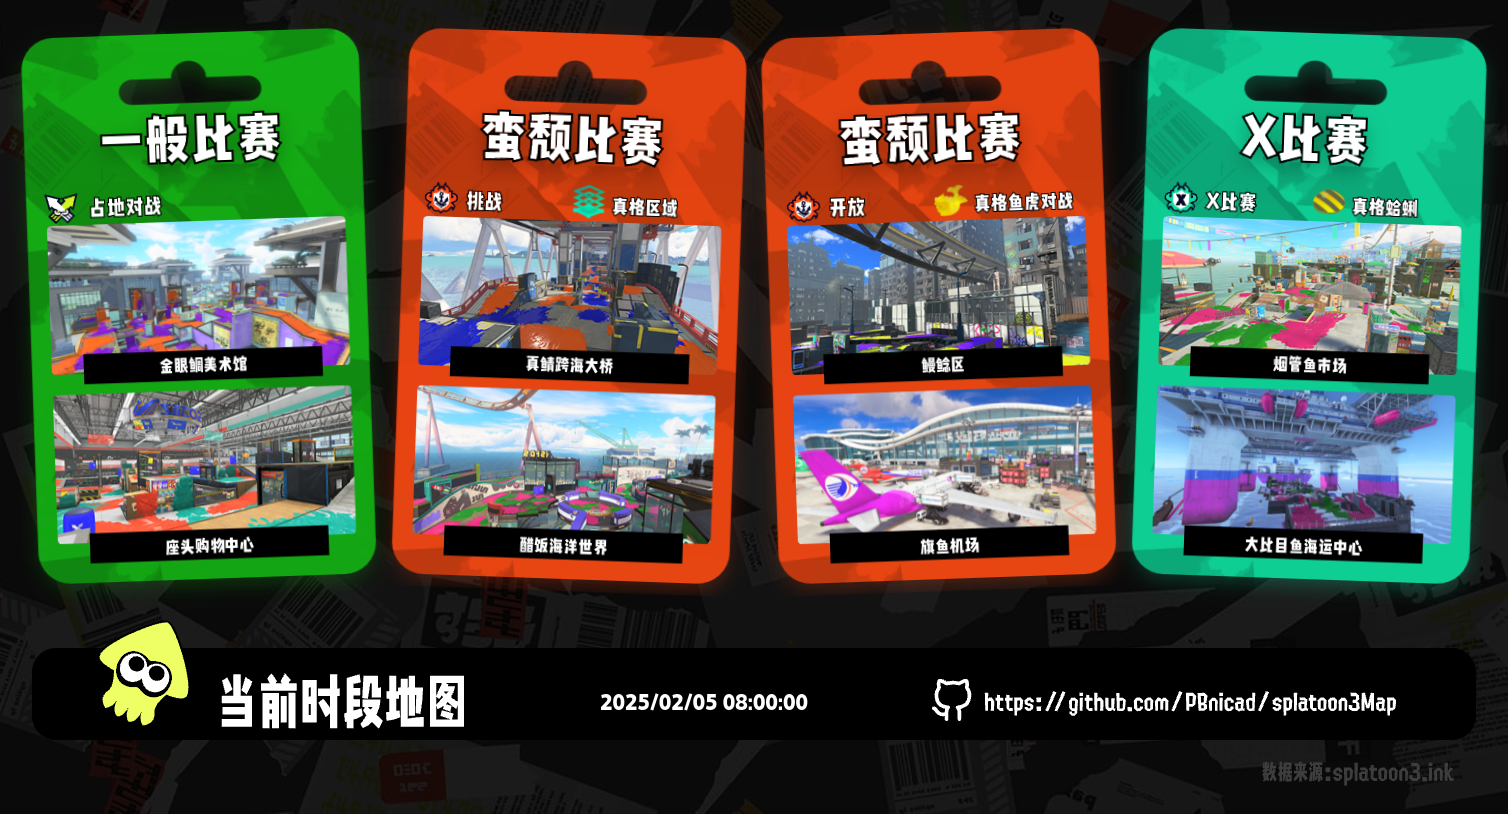 一般比赛
占地对战
金眼鲷美术馆
座头购物中心
蛮颓比赛
挑战
真格区域
真鲭跨海大桥
醋饭海洋世界
蛮颓比赛
开放
真格鱼虎对战
鳗鲶区
旗鱼机场
X比赛
X比赛
真格蛤蜊
烟管鱼市场
大比目鱼海运中心
当前时段地图
2025/02/05 08:00:00
https://github.com/PBnicad/splatoon3Map
数据来源:splatoon3.ink